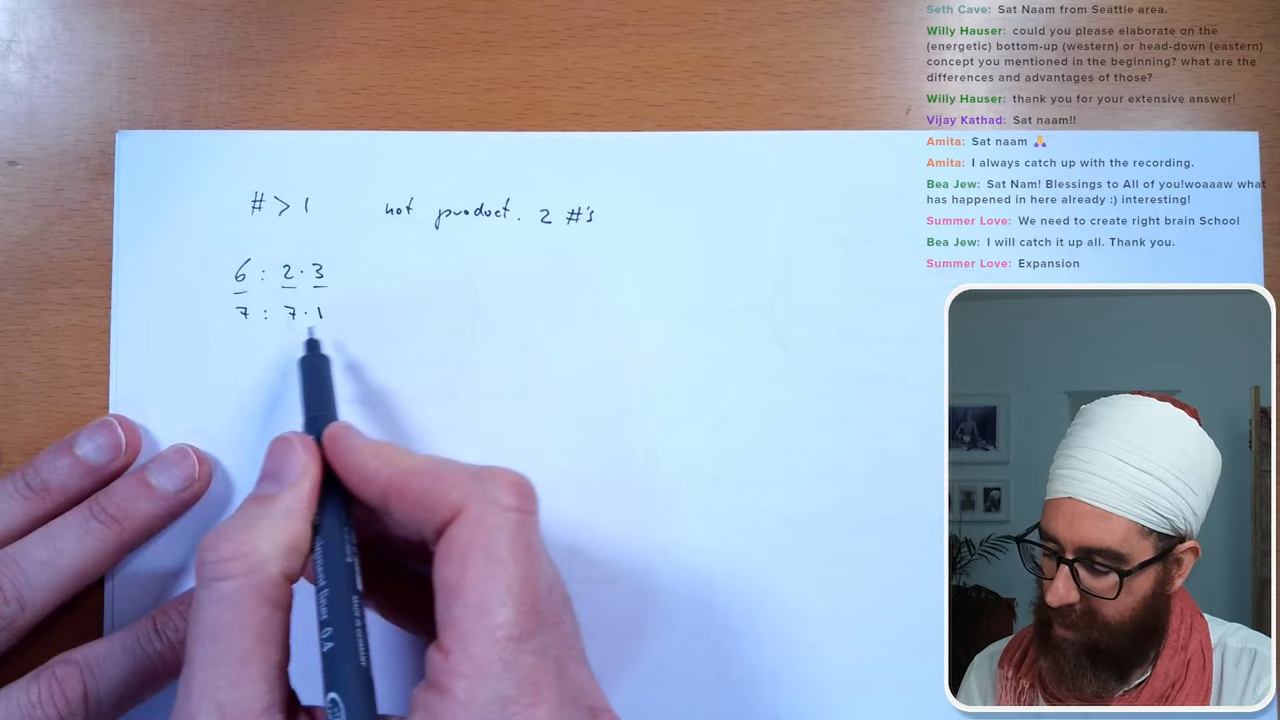 Seth Cave: Sat Naam from Seattle area.
Willy Hauser: could you please elaborate on the
(energetic) bottom-up (western) or head-down (eastern)
concept you mentioned in the beginning? what are the
differences and advantages of those?
Willy Hauser: thank you for your extensive answer!
Vijay Kathad: Sat naam!!
Amita: Sat naam 🙏
Amita: I always catch up with the recording.
Bea Jew: Sat Nam! Blessings to All of you!woaaaw what
has happened in here already :) interesting!
Summer Love: We need to create right brain School
Bea Jew: I will catch it up all. Thank you.
Summer Love: Expansion
# > 1 not product. 2 #'s
6 : 2 · 3
7 : 7 · 1
MADE IN GERMANY